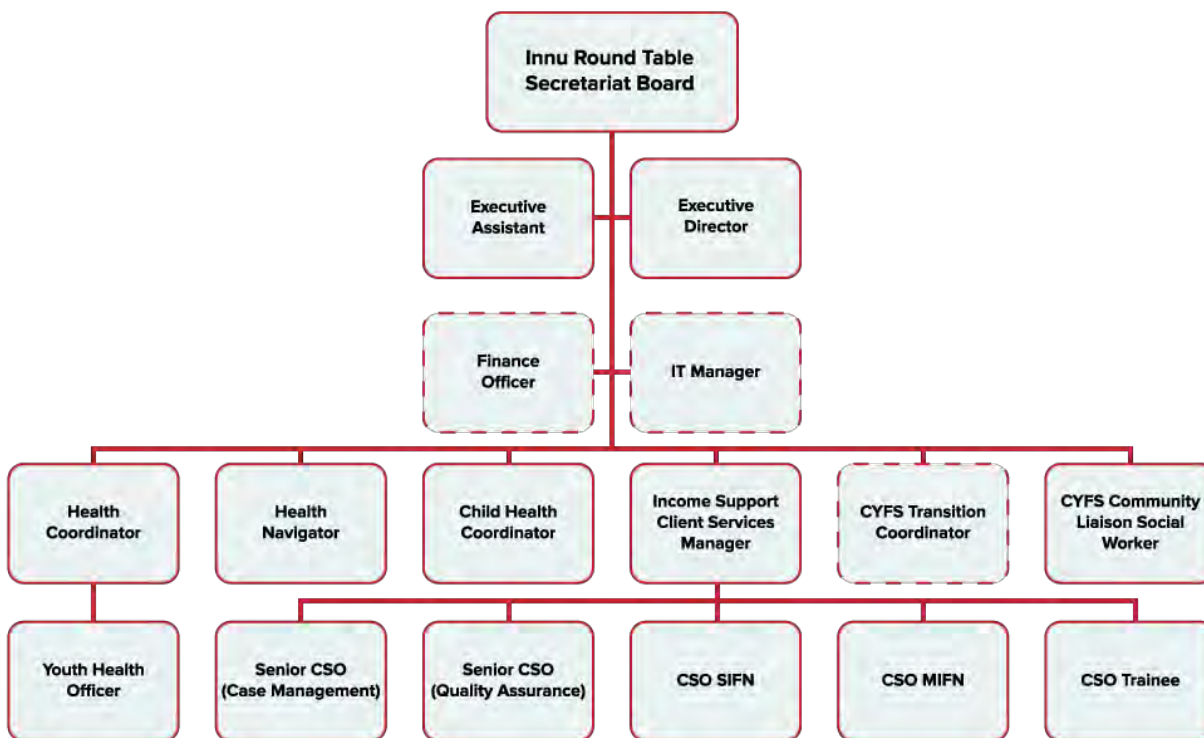 Innu Round Table
Secretariat Board
Executive
Assistant
Executive
Director
Finance
Officer
IT Manager
Health
Coordinator
Health
Navigator
Child Health
Coordinator
Income Support
Client Services
Manager
CYFS Transition
Coordinator
CYFS Community
Liaison Social
Worker
Youth Health
Officer
Senior CSO
(Case Management)
Senior CSO
(Quality Assurance)
CSO SIFN
CSO MIFN
CSO Trainee